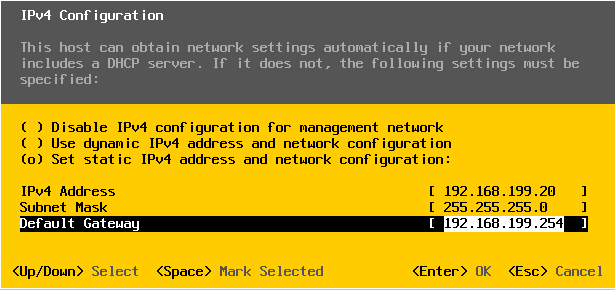 IPv4 Configuration
This host can obtain network settings automatically if your network
includes a DHCP server. If it does not, the following settings must be
specified:
( ) Disable IPv4 configuration for management network
( ) Use dynamic IPv4 address and network configuration
(o) Set static IPv4 address and network configuration:
IPv4 Address [ 192.168.199.20 ]
Subnet Mask [ 255.255.255.0 ]
Default Gateway [ 192.168.199.254 ]
<Up/Down> Select <Space> Mark Selected <Enter> OK <Esc> Cancel